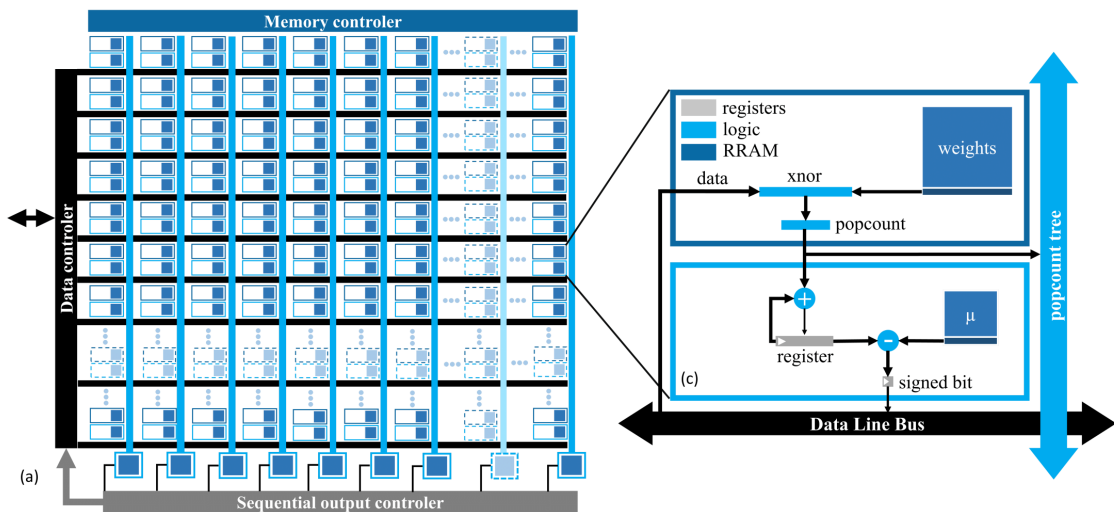 Memory controler
Data controler
(a)
Sequential output controler
registers
logic
RRAM
weights
data
xnor
popcount
popcount tree
+
μ
-
register
(c)
signed bit
Data Line Bus